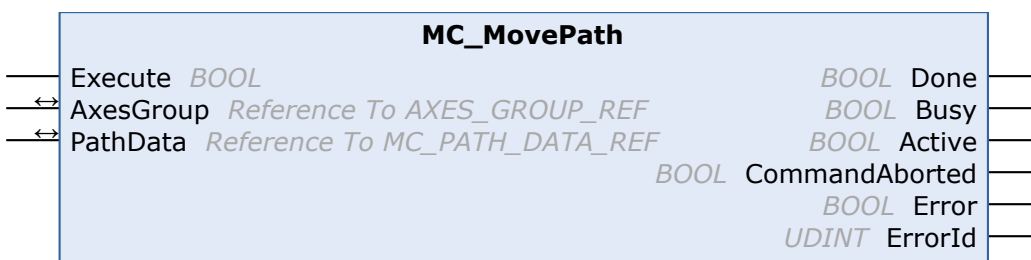 MC_MovePath
Execute BOOL BOOL Done
AxesGroup Reference To AXES_GROUP_REF BOOL Busy
PathData Reference To MC_PATH_DATA_REF BOOL Active
BOOL CommandAborted
BOOL Error
UDINT ErrorId